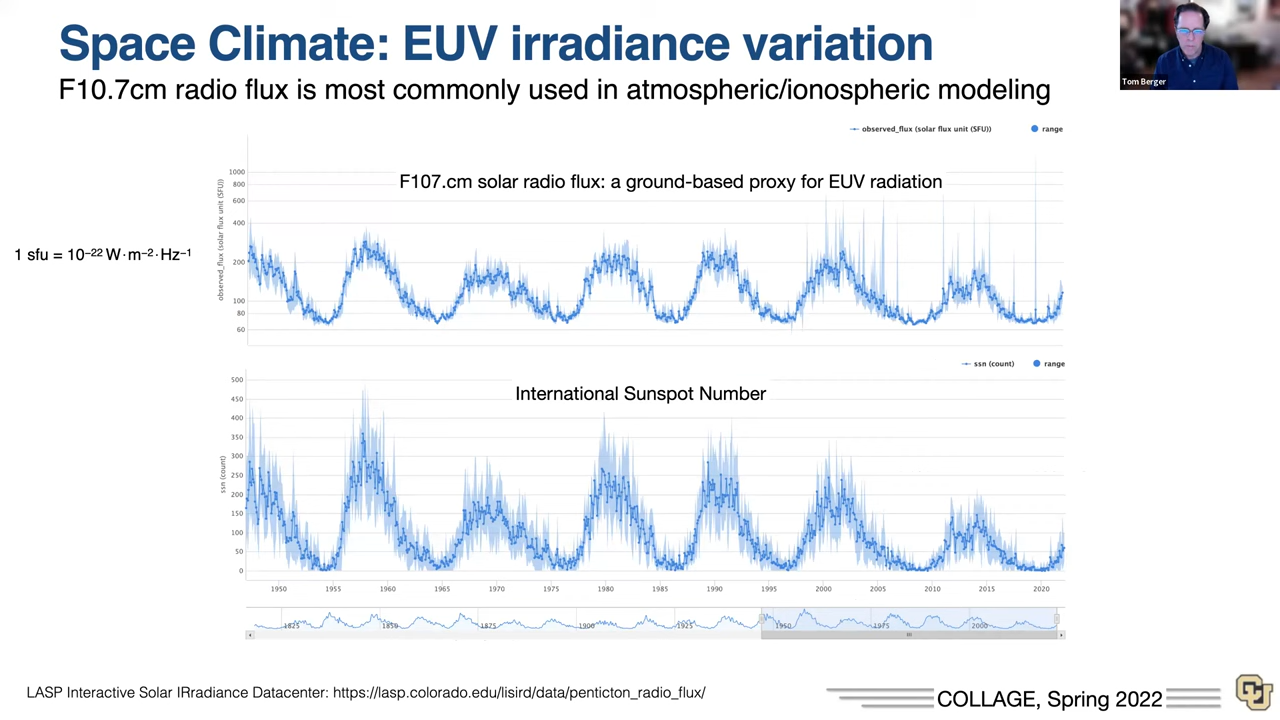 Space Climate: EUV irradiance variation
F10.7cm radio flux is most commonly used in atmospheric/ionospheric modeling
Tom Berger
observed_flux (solar flux unit (SFU))
range
F107.cm solar radio flux: a ground-based proxy for EUV radiation
1 sfu = 10⁻²² W·m⁻²·Hz⁻¹
observed_flux (solar flux unit (SFU))
1000
800
600
400
200
100
80
60
ssn (count)
range
International Sunspot Number
ssn (count)
500
450
400
350
300
250
200
150
100
50
0
1950 1955 1960 1965 1970 1975 1980 1985 1990 1995 2000 2005 2010 2015 2020
1825 1850 1875 1900 1925 1950 1975 2000
LASP Interactive Solar IRradiance Datacenter: https://lasp.colorado.edu/lisird/data/penticton_radio_flux/
COLLAGE, Spring 2022
CU